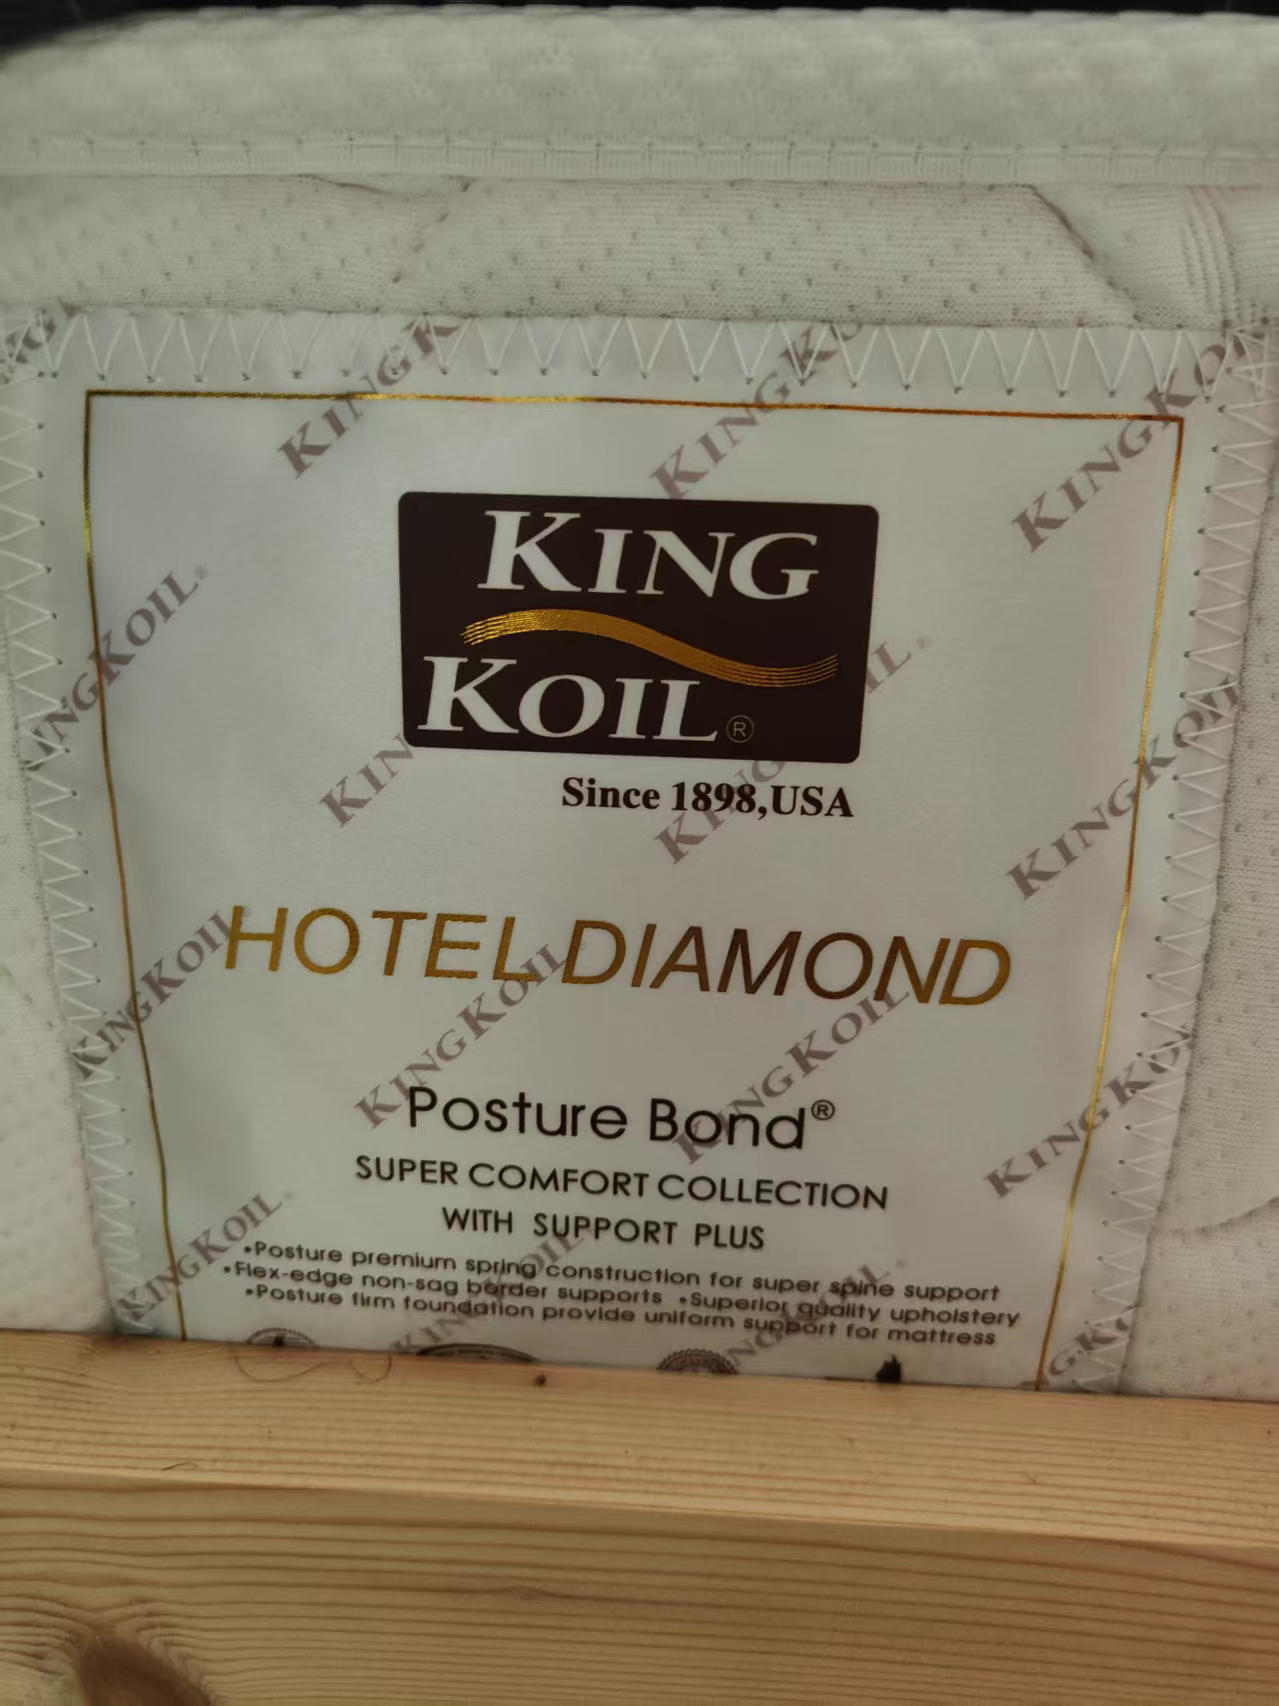 KING
KOIL®
Since 1898,USA
HOTEL DIAMOND
Posture Bond®
SUPER COMFORT COLLECTION
WITH SUPPORT PLUS
•Posture premium spring construction for super spine support
•Flex-edge non-sag border supports •Superior quality upholstery
•Posture firm foundation provide uniform support for mattress
KINGKOIL